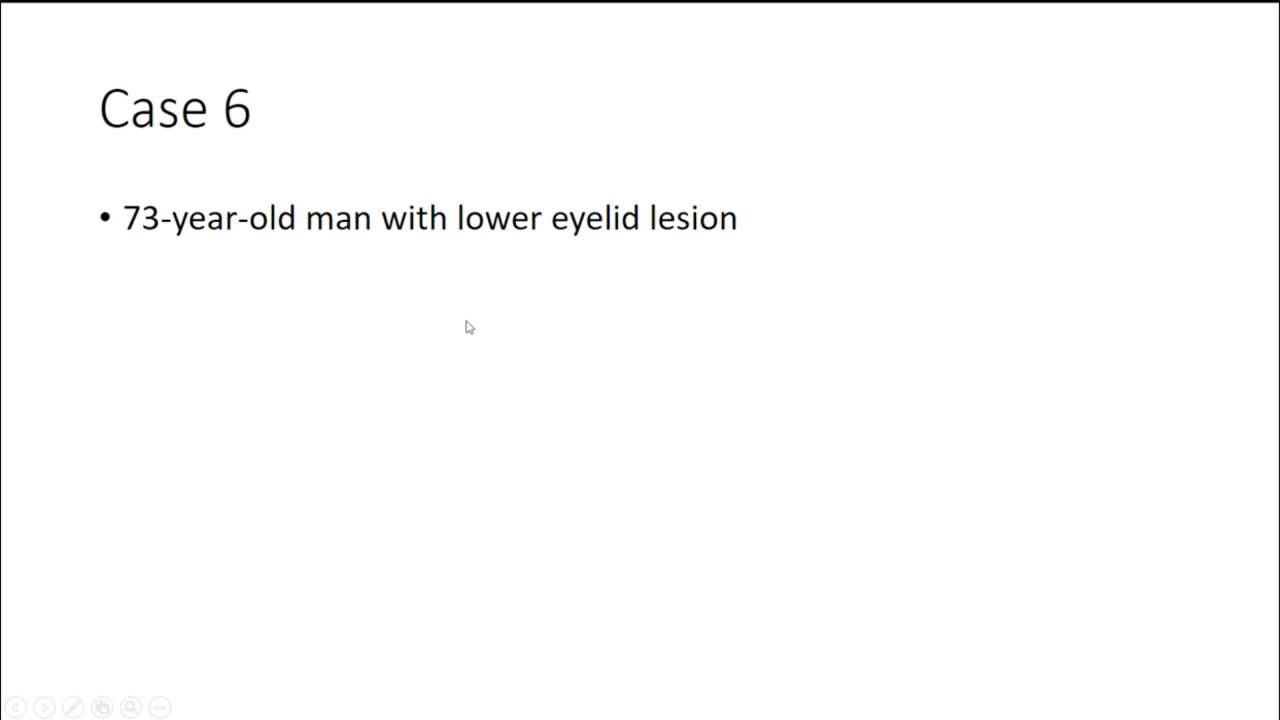 Case 6
• 73-year-old man with lower eyelid lesion